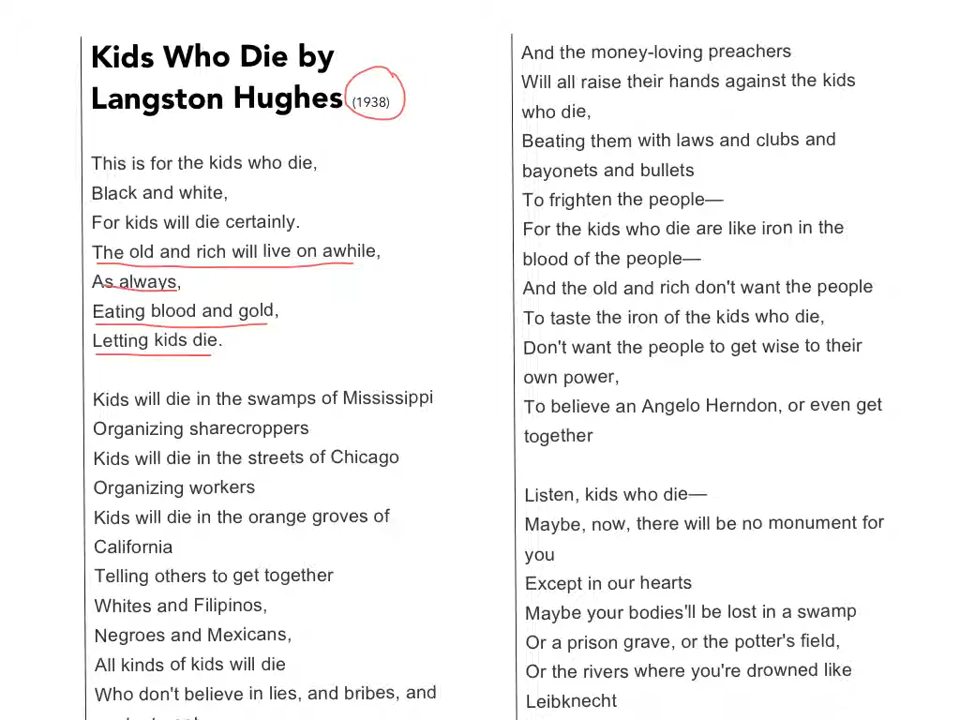 Kids Who Die by
Langston Hughes (1938)
This is for the kids who die,
Black and white,
For kids will die certainly.
The old and rich will live on awhile,
As always,
Eating blood and gold,
Letting kids die.
Kids will die in the swamps of Mississippi
Organizing sharecroppers
Kids will die in the streets of Chicago
Organizing workers
Kids will die in the orange groves of
California
Telling others to get together
Whites and Filipinos,
Negroes and Mexicans,
All kinds of kids will die
Who don't believe in lies, and bribes, and
And the money-loving preachers
Will all raise their hands against the kids
who die,
Beating them with laws and clubs and
bayonets and bullets
To frighten the people—
For the kids who die are like iron in the
blood of the people—
And the old and rich don't want the people
To taste the iron of the kids who die,
Don't want the people to get wise to their
own power,
To believe an Angelo Herndon, or even get
together
Listen, kids who die—
Maybe, now, there will be no monument for
you
Except in our hearts
Maybe your bodies'll be lost in a swamp
Or a prison grave, or the potter's field,
Or the rivers where you're drowned like
Leibknecht